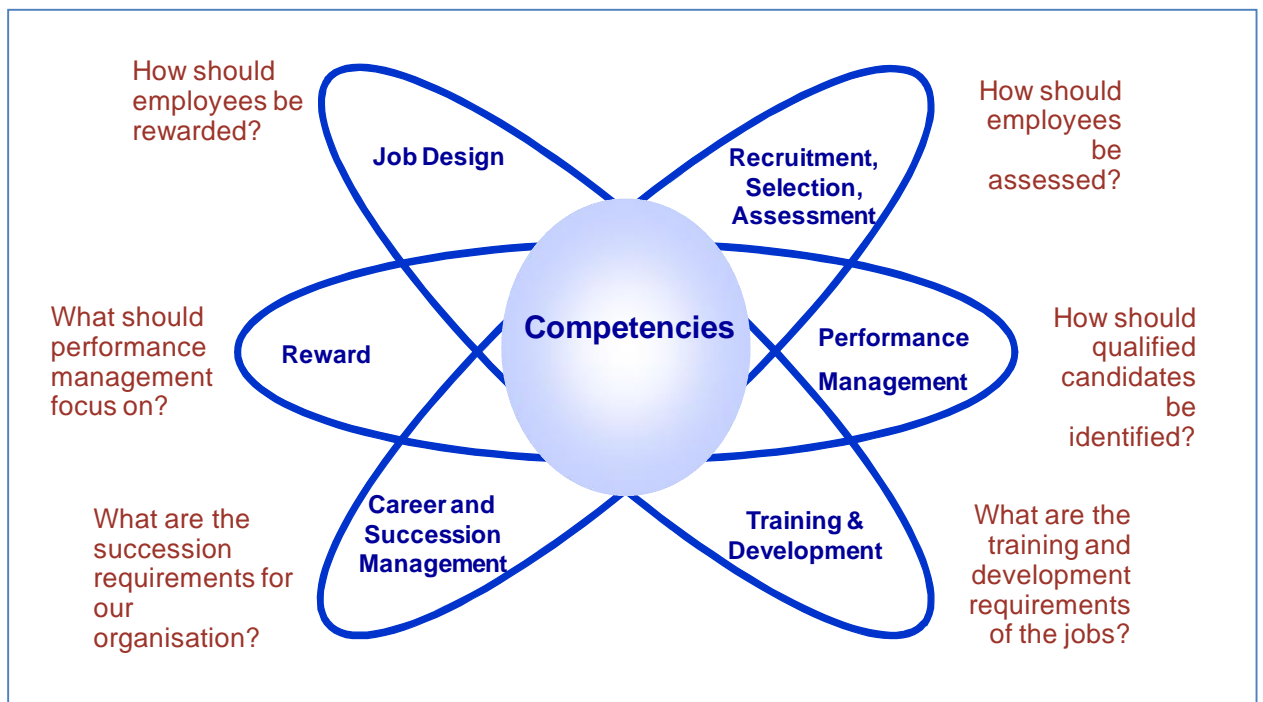 How should
employees be
rewarded?
Job Design
Recruitment,
Selection,
Assessment
How should
employees
be
assessed?
What should
performance
management
focus on?
Reward
Competencies
Performance
Management
How should
qualified
candidates
be
identified?
What are the
succession
requirements for
our
organisation?
Career and
Succession
Management
Training &
Development
What are the
training and
development
requirements
of the jobs?